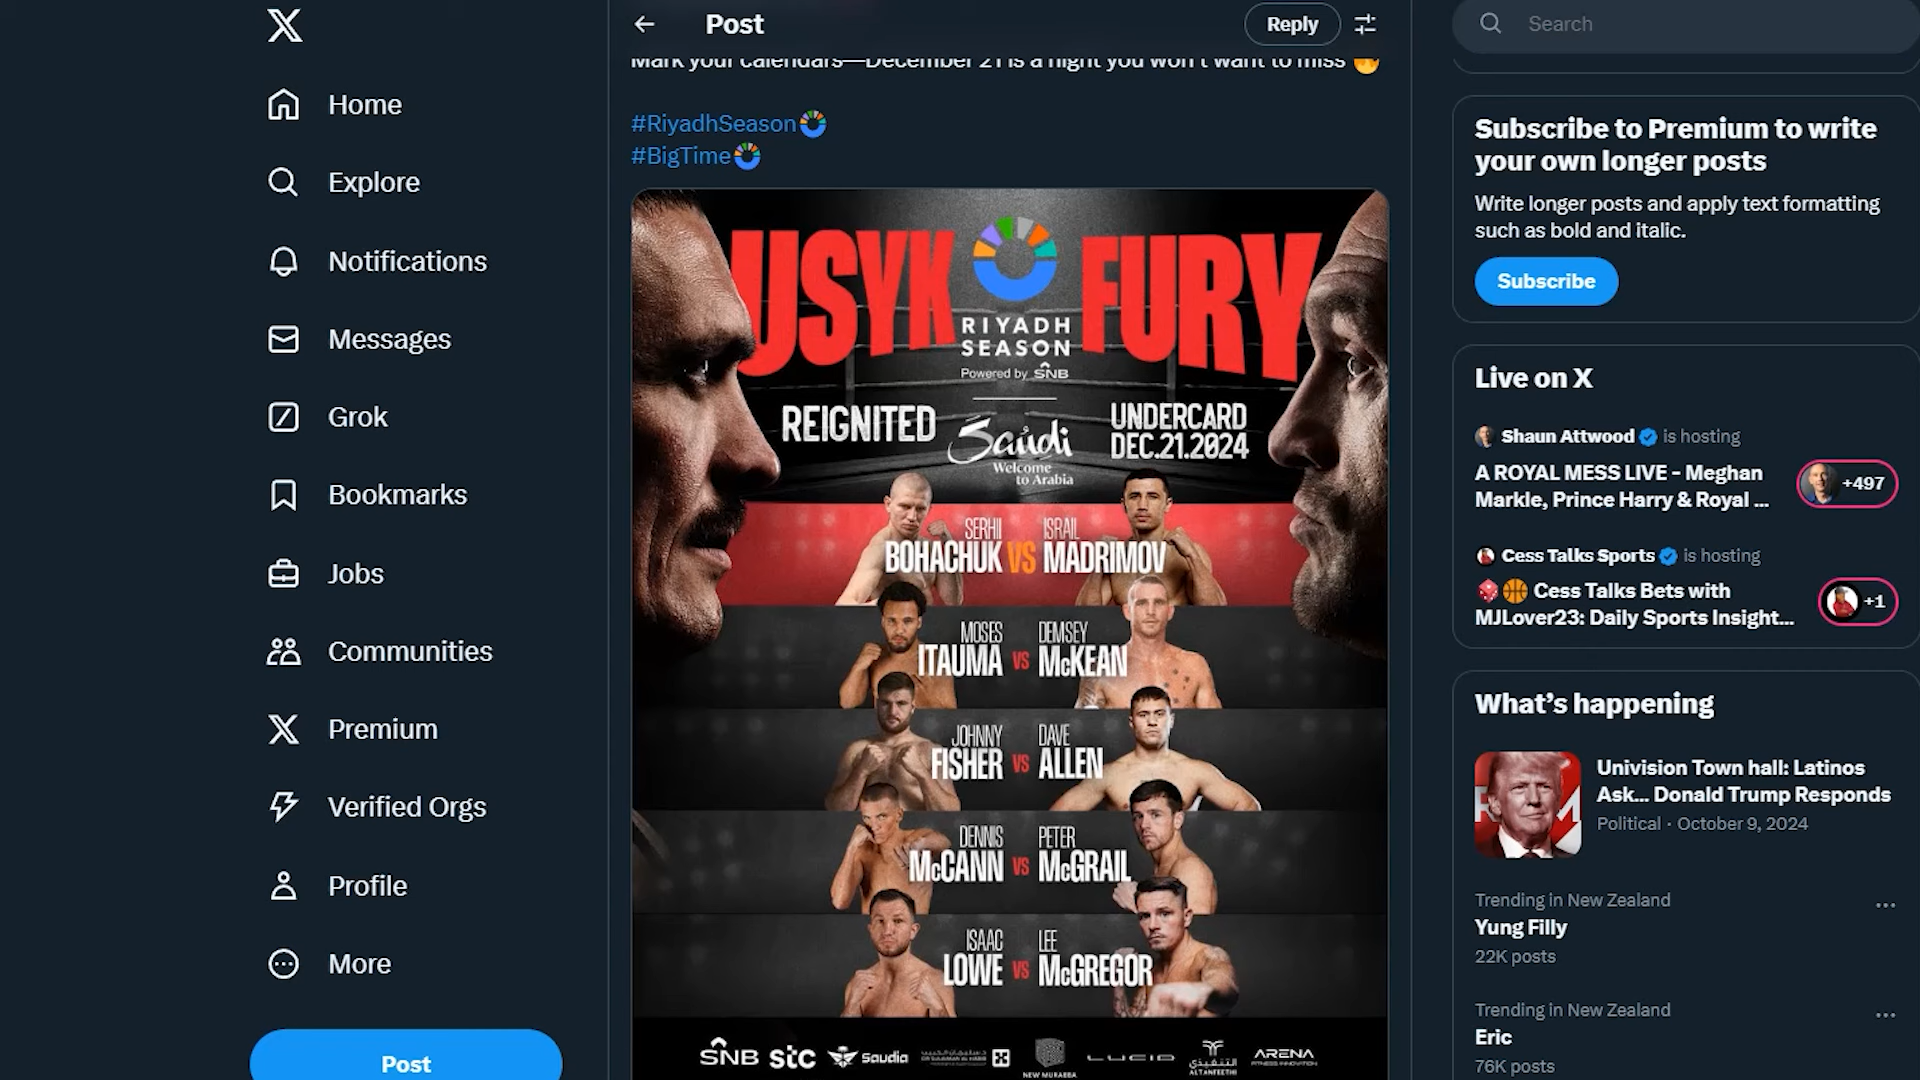 Home
Explore
Notifications
Messages
Grok
Bookmarks
Jobs
Communities
Premium
Verified Orgs
Profile
More
Post
Post
Reply
Mark your calendars—December 21 is a night you won't want to miss
#RiyadhSeason
#BigTime
USYK FURY
RIYADH
SEASON
Powered by SNB
REIGNITED
Saudi
Welcome
to Arabia
UNDERCARD
DEC.21.2024
SERHII BOHACHUK VS ISRAIL MADRIMOV
MOSES ITAUMA VS DEMSEY McKEAN
JOHNNY FISHER VS DAVE ALLEN
DENNIS McCANN VS PETER McGRAIL
ISAAC LOWE VS LEE McGREGOR
SNB stc Saudia
NEW MURABBA
LUCID
التنفيذي
ALTANFEETHI
ARENA
FITNESS INNOVATION
Search
Subscribe to Premium to write
your own longer posts
Write longer posts and apply text formatting
such as bold and italic.
Subscribe
Live on X
Shaun Attwood is hosting
A ROYAL MESS LIVE - Meghan
Markle, Prince Harry & Royal ...
+497
Cess Talks Sports is hosting
Cess Talks Bets with
MJLover23: Daily Sports Insight...
+1
What's happening
Univision Town hall: Latinos
Ask... Donald Trump Responds
Political · October 9, 2024
Trending in New Zealand
Yung Filly
22K posts
Trending in New Zealand
Eric
76K posts